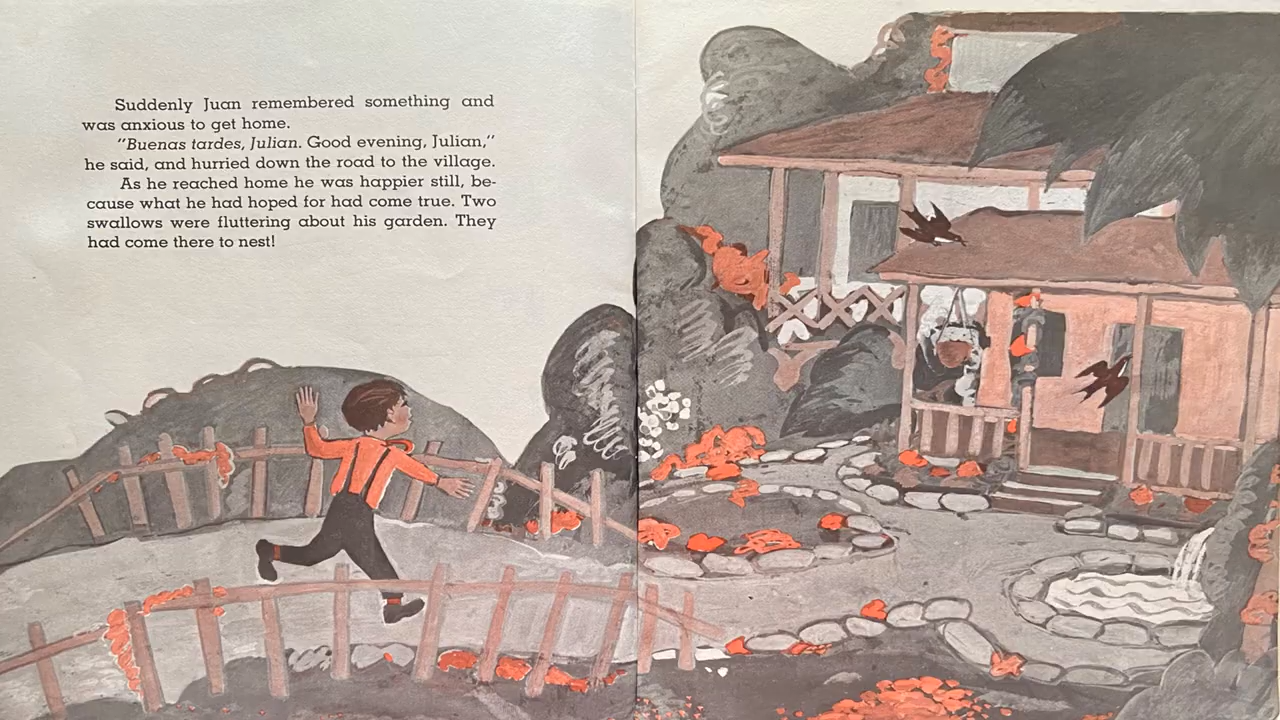 Suddenly Juan remembered something and
was anxious to get home.
"Buenas tardes, Julian. Good evening, Julian,"
he said, and hurried down the road to the village.
As he reached home he was happier still, be-
cause what he had hoped for had come true. Two
swallows were fluttering about his garden. They
had come there to nest!